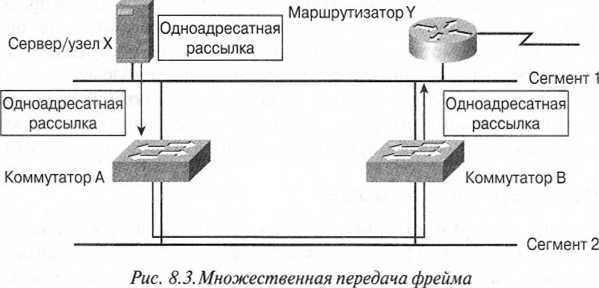 Маршрутизатор Y
Сервер/узел X
Одноадресатная
рассылка
Сегмент 1
Одноадресатная
рассылка
Одноадресатная
рассылка
Коммутатор A
Коммутатор B
Сегмент 2
Рис. 8.3. Множественная передача фрейма